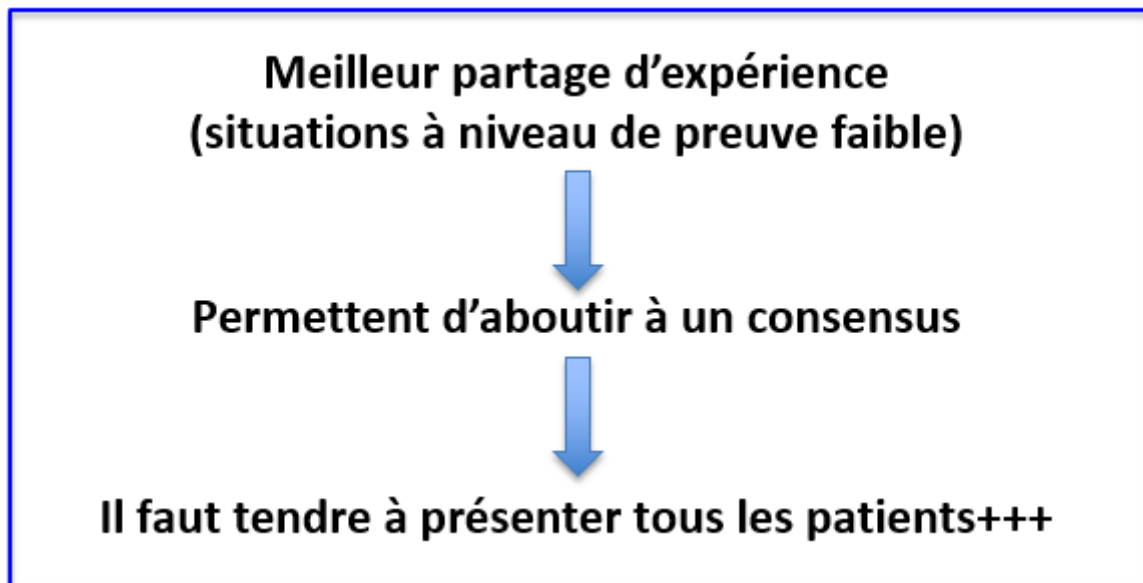 Meilleur partage d’expérience
(situations à niveau de preuve faible)
Permettent d’aboutir à un consensus
Il faut tendre à présenter tous les patients+++